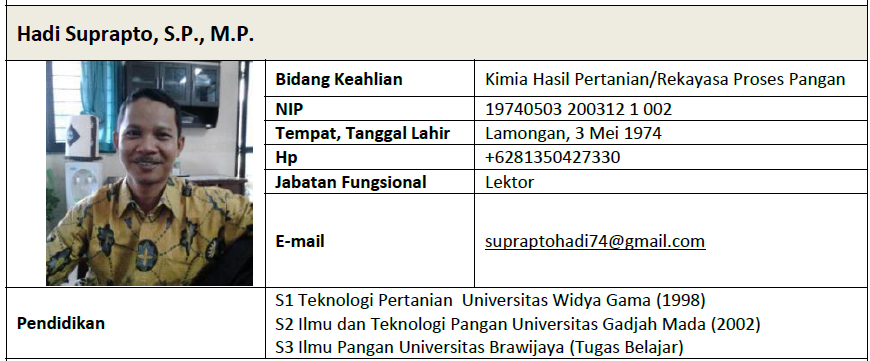 Hadi Suprapto, S.P., M.P.
Bidang Keahlian Kimia Hasil Pertanian/Rekayasa Proses Pangan
NIP 19740503 200312 1 002
Tempat, Tanggal Lahir Lamongan, 3 Mei 1974
Hp +6281350427330
Jabatan Fungsional Lektor
E-mail supraptohadi74@gmail.com
Pendidikan
S1 Teknologi Pertanian Universitas Widya Gama (1998)
S2 Ilmu dan Teknologi Pangan Universitas Gadjah Mada (2002)
S3 Ilmu Pangan Universitas Brawijaya (Tugas Belajar)